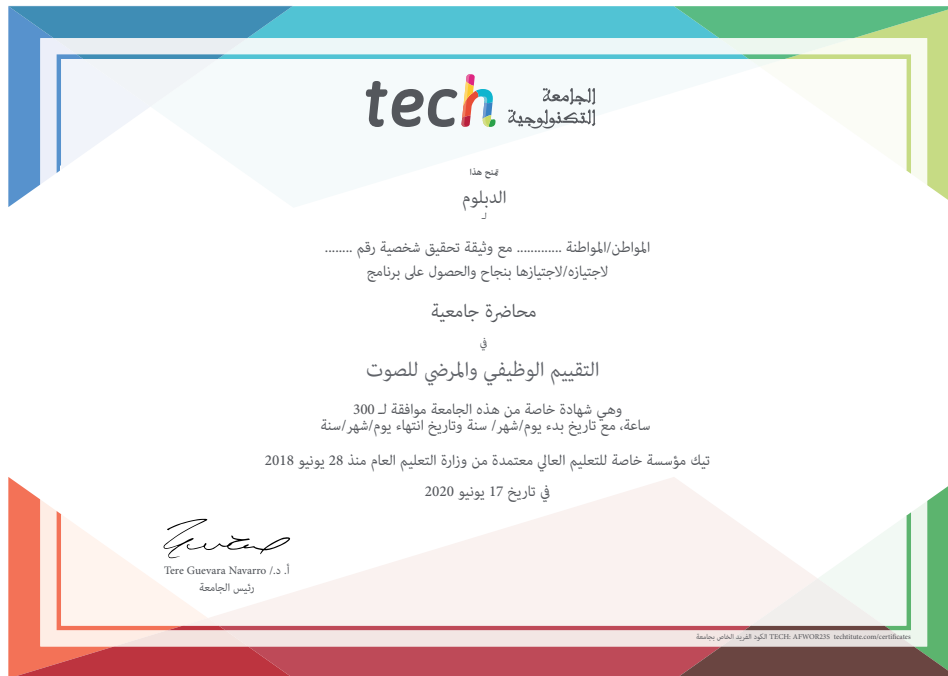 tech الجامعة
التكنولوجية
يمنح هذا
الدبلوم
لـ
المواطن/المواطنة ............. مع وثيقة تحقيق شخصية رقم ........
لاجتيازه/لاجتيازها بنجاح والحصول على برنامج
محاضرة جامعية
في
التقييم الوظيفي والمرضي للصوت
وهي شهادة خاصة من هذه الجامعة موافقة لـ 300
ساعة، مع تاريخ بدء يوم/شهر/ سنة وتاريخ انتهاء يوم/شهر/سنة
تيك مؤسسة خاصة للتعليم العالي معتمدة من وزارة التعليم العام منذ 28 يونيو 2018
في تاريخ 17 يونيو 2020
أ. د./ Tere Guevara Navarro
رئيس الجامعة
الكود الفريد الخاص بجامعة TECH: AFWOR23S techtitute.com/certificates